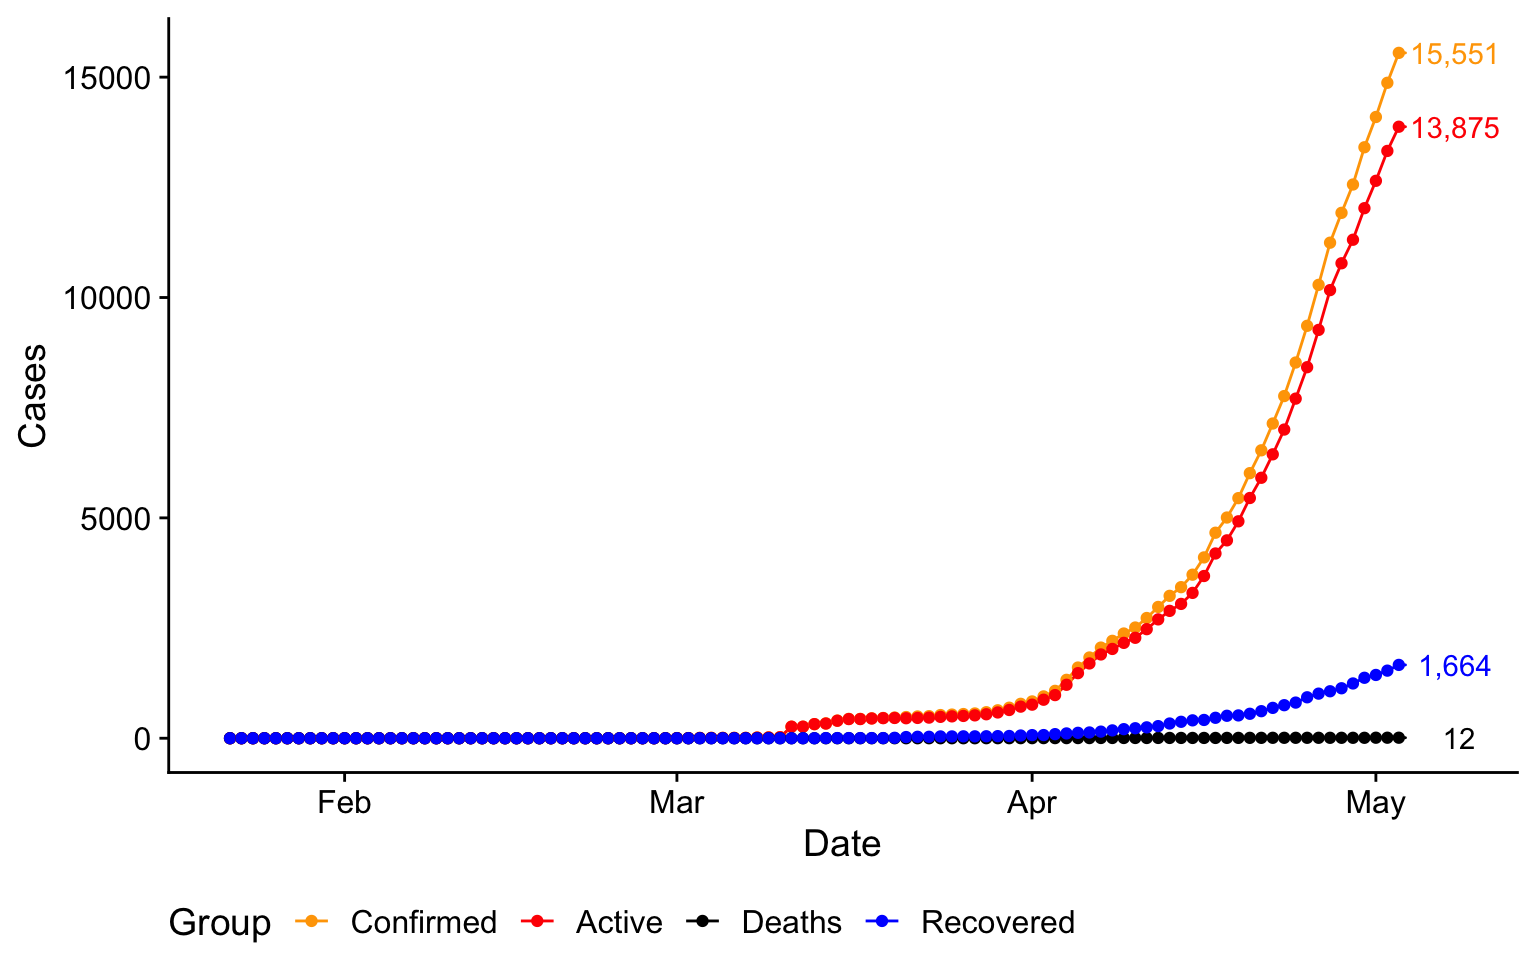 15000
10000
5000
0
Cases
15,551
13,875
1,664
12
Feb Mar Apr May
Date
Group Confirmed Active Deaths Recovered